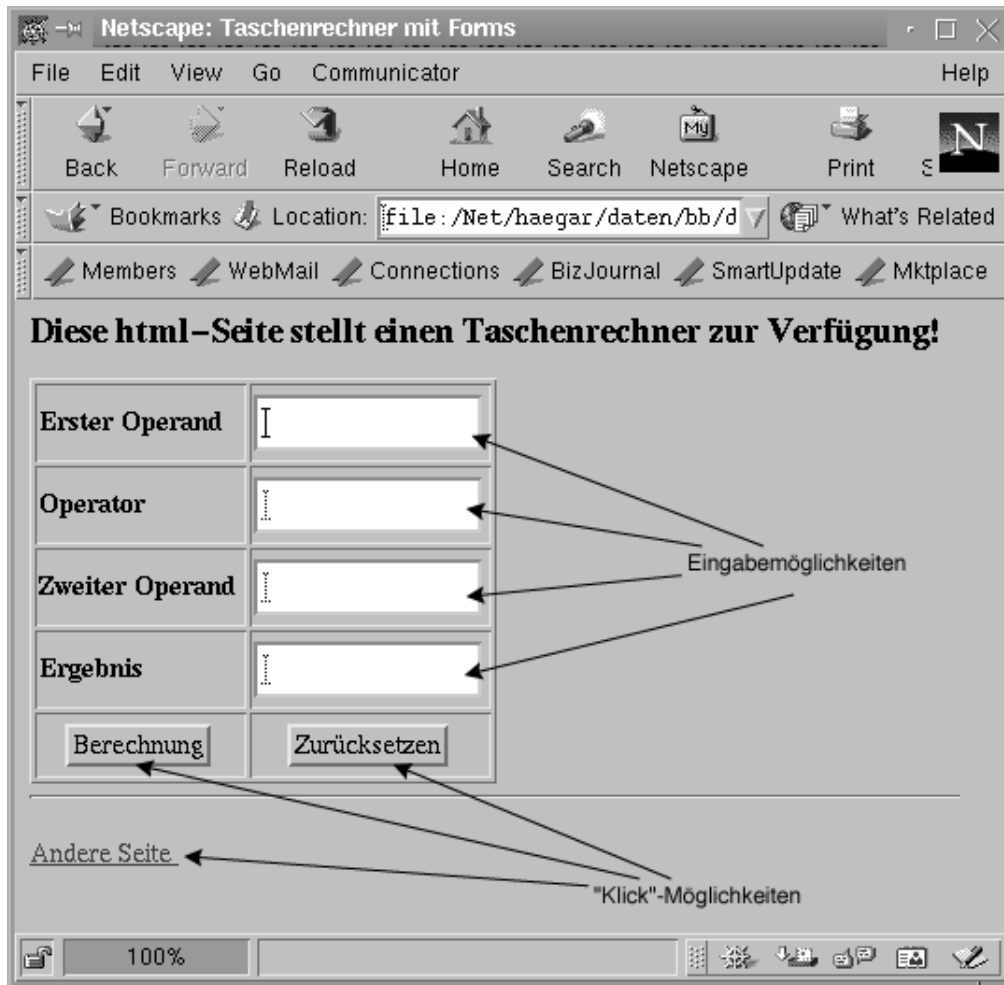 Netscape: Taschenrechner mit Forms
File Edit View Go Communicator Help
Back Forward Reload Home Search Netscape Print S
My
N
Bookmarks Location: file:/Net/haegar/daten/bb/d What's Related
Members WebMail Connections BizJournal SmartUpdate Mktplace
Diese html-Seite stellt einen Taschenrechner zur Verfügung!
Erster Operand
Operator
Eingabemöglichkeiten
Zweiter Operand
Ergebnis
Berechnung Zurücksetzen
Andere Seite
"Klick"-Möglichkeiten
100%